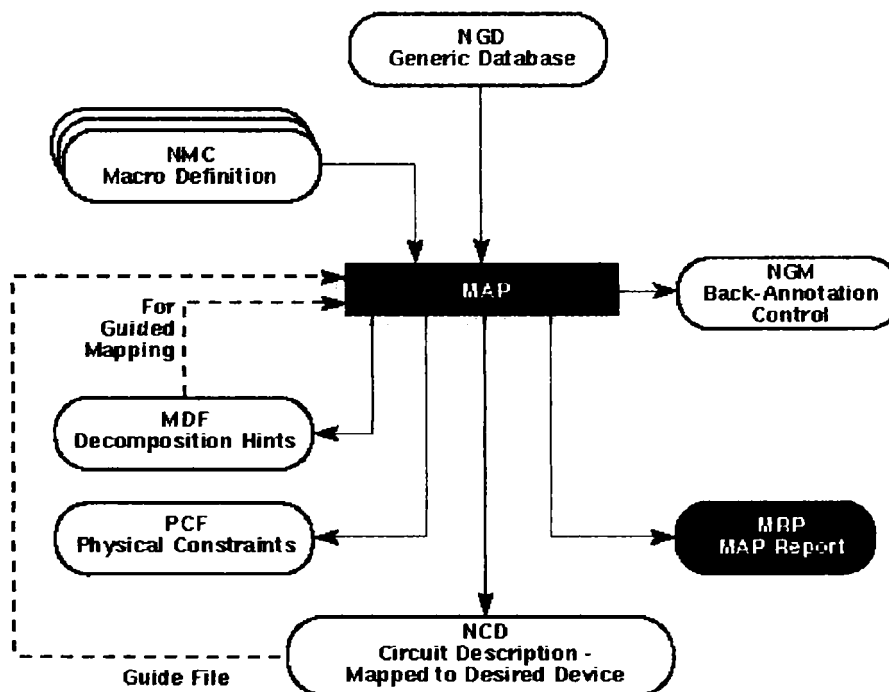 NGD
Generic Database
NMC
Macro Definition
MAP
NGM
Back-Annotation
Control
For
Guided
Mapping
MDF
Decomposition Hints
PCF
Physical Constraints
MRP
MAP Report
NCD
Circuit Description -
Mapped to Desired Device
Guide File